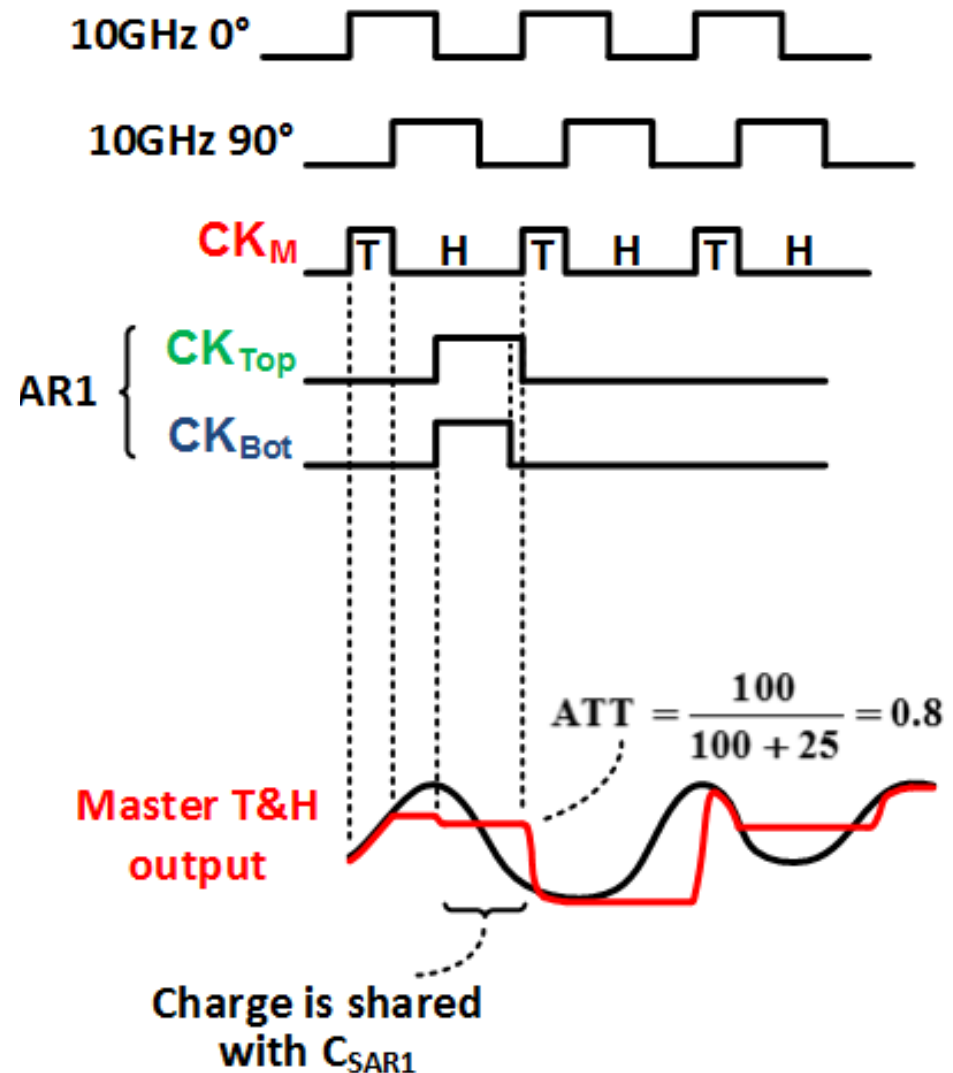 10GHz 0°
10GHz 90°
CKM T H T H T H
CKTop
AR1
CKBot
ATT = 100 / 100 + 25 = 0.8
Master T&H
output
Charge is shared
with CSAR1